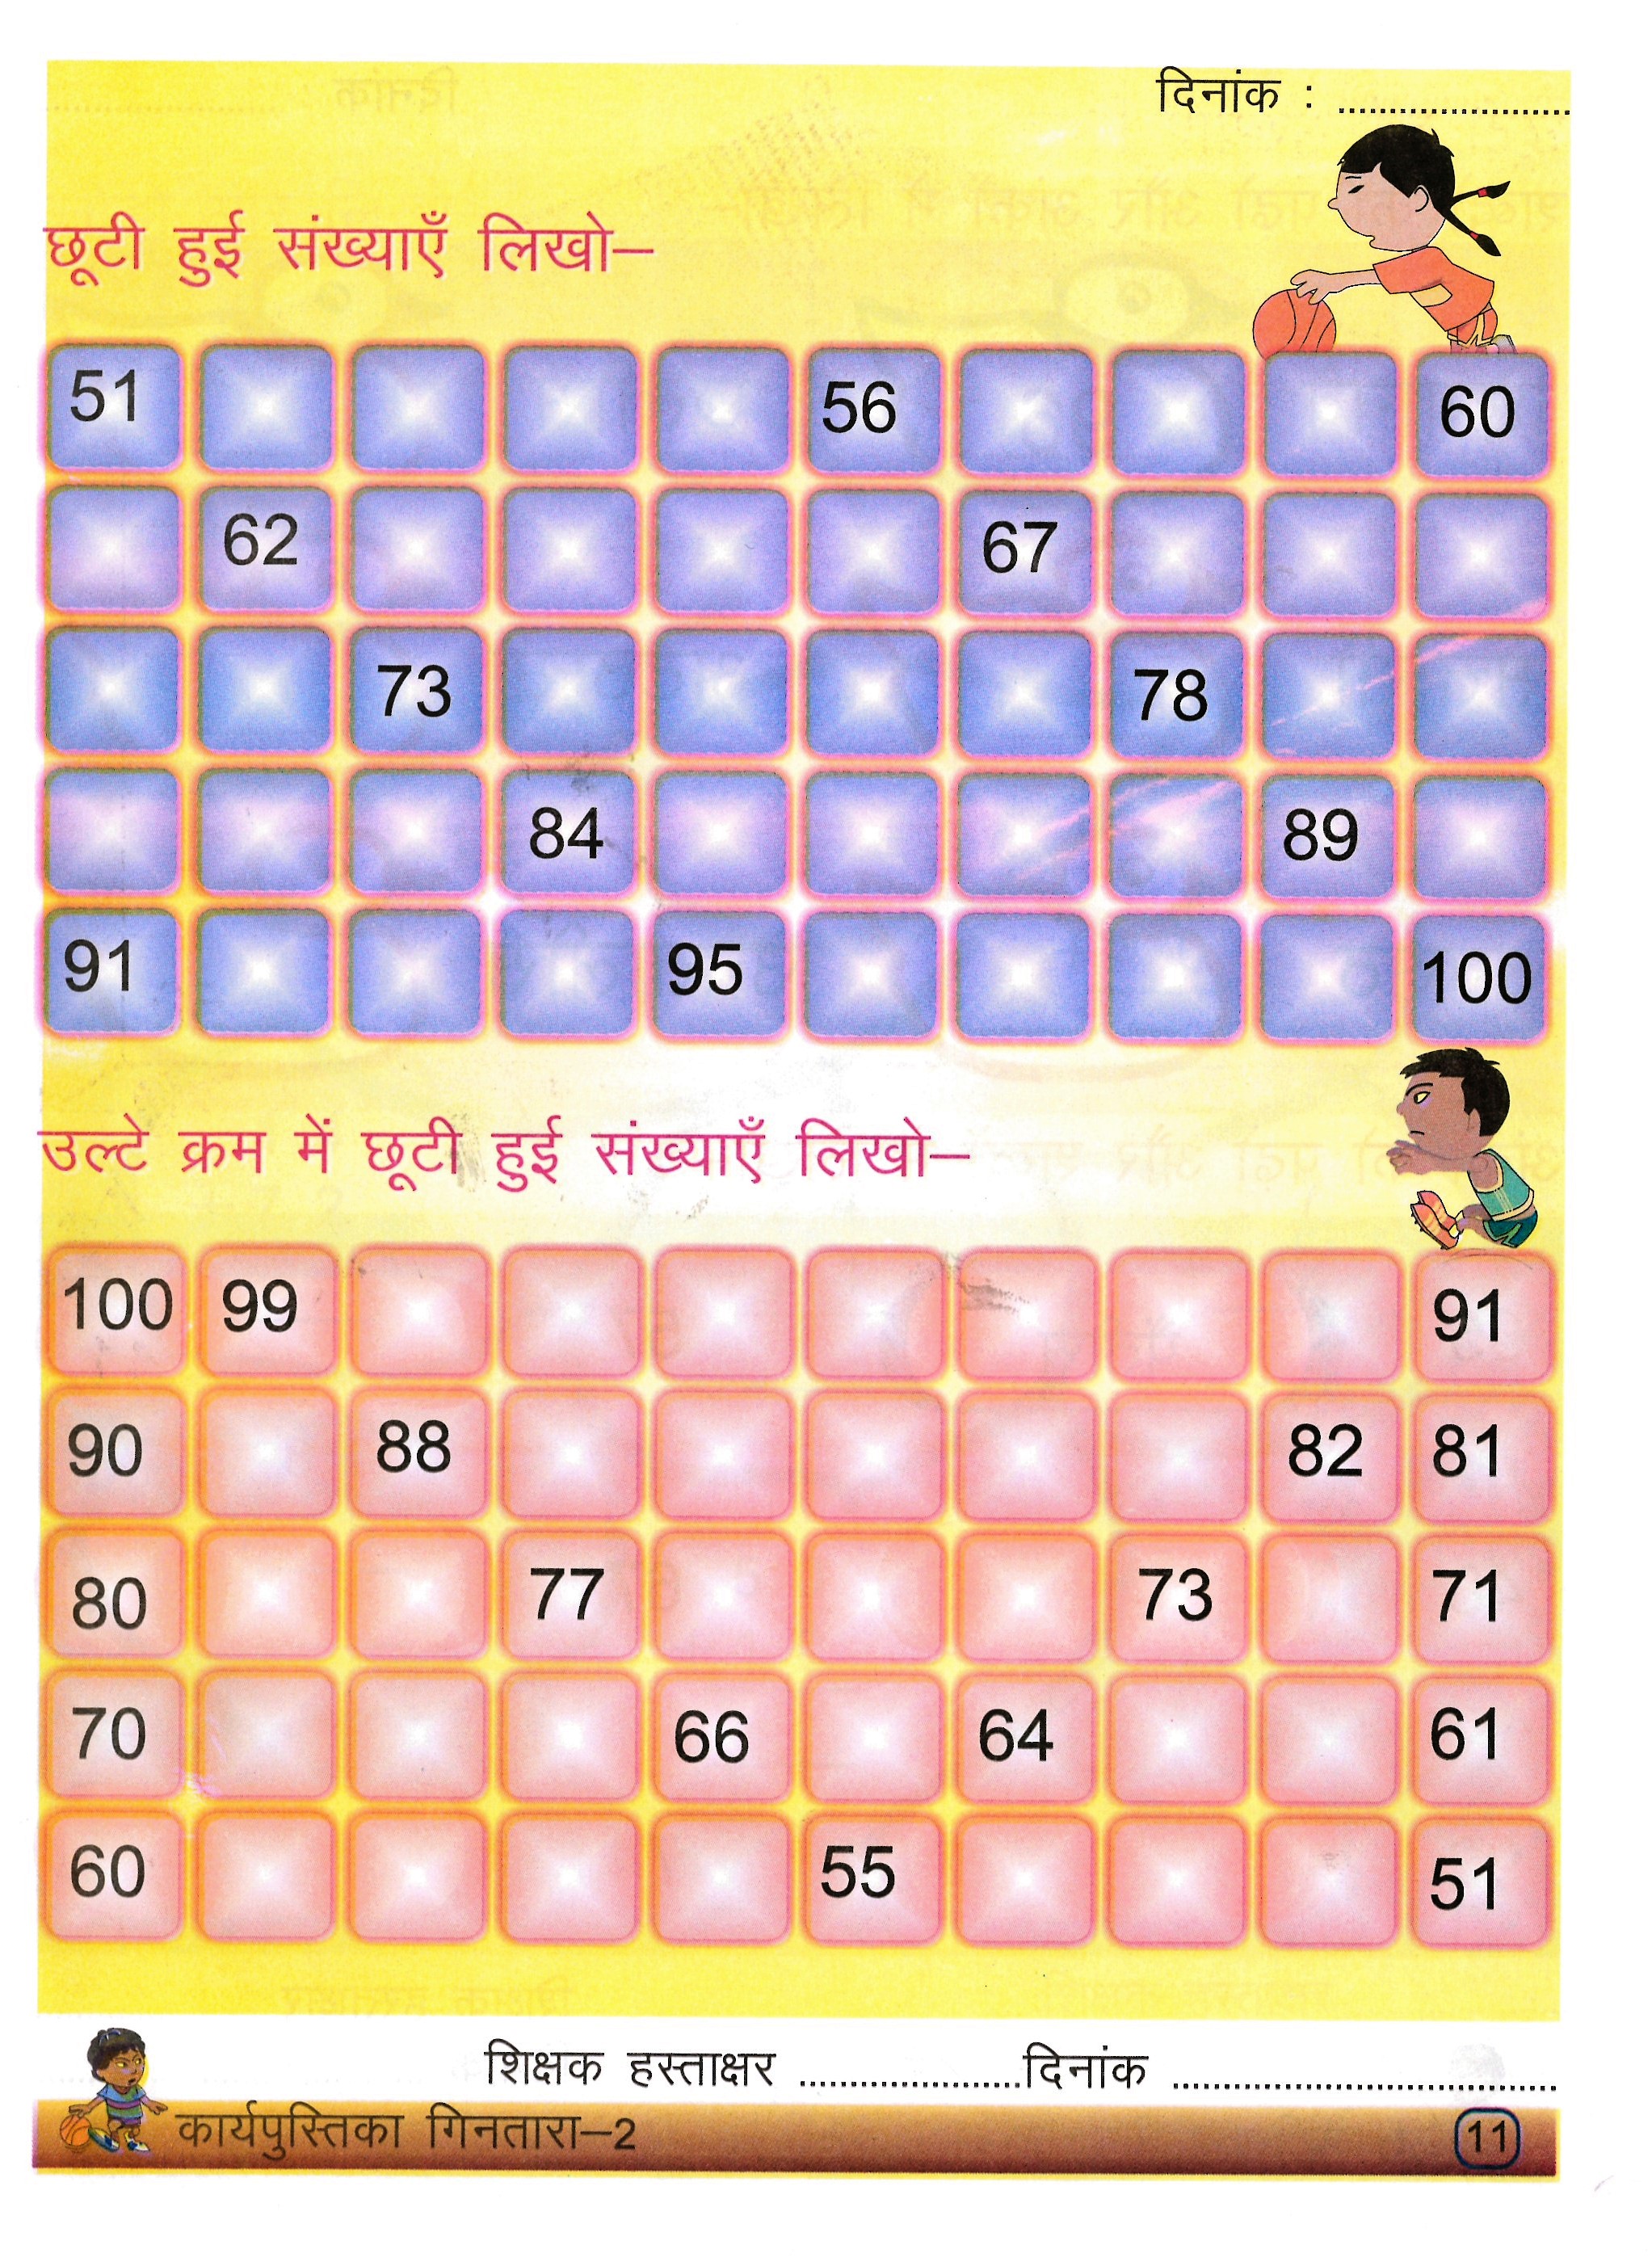 दिनांक : ......................
छूटी हुई संख्याएँ लिखो–
51 56 60
62 67
73 78
84 89
91 95 100
उल्टे क्रम में छूटी हुई संख्याएँ लिखो–
100 99 91
90 88 82 81
80 77 73 71
70 66 64 61
60 55 51
शिक्षक हस्ताक्षर ......................दिनांक ......................................
कार्यपुस्तिका गिनतारा–2 11